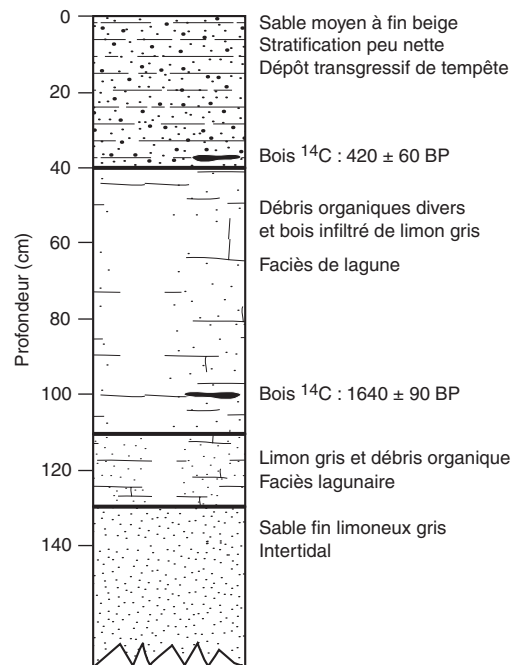 0
Sable moyen à fin beige
Stratification peu nette
Dépôt transgressif de tempête
20
Bois 14C : 420 ± 60 BP
40
Débris organiques divers
et bois infiltré de limon gris
60
Faciès de lagune
Profondeur (cm)
80
100
Bois 14C : 1640 ± 90 BP
Limon gris et débris organique
120
Faciès lagunaire
130
Sable fin limoneux gris
140
Intertidal